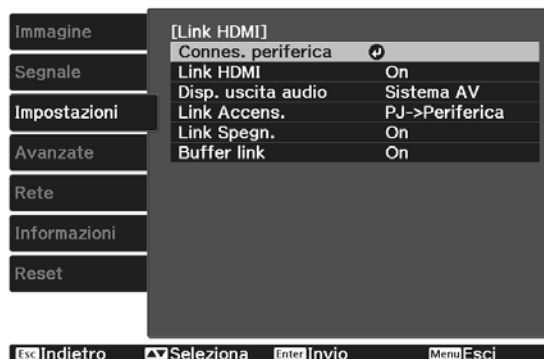 Immagine
Segnale
Impostazioni
Avanzate
Rete
Informazioni
Reset
[Link HDMI]
Connes. periferica
Link HDMI On
Disp. uscita audio Sistema AV
Link Accens. PJ->Periferica
Link Spegn. On
Buffer link On
Esc Indietro Seleziona Enter Invio Menu Esci